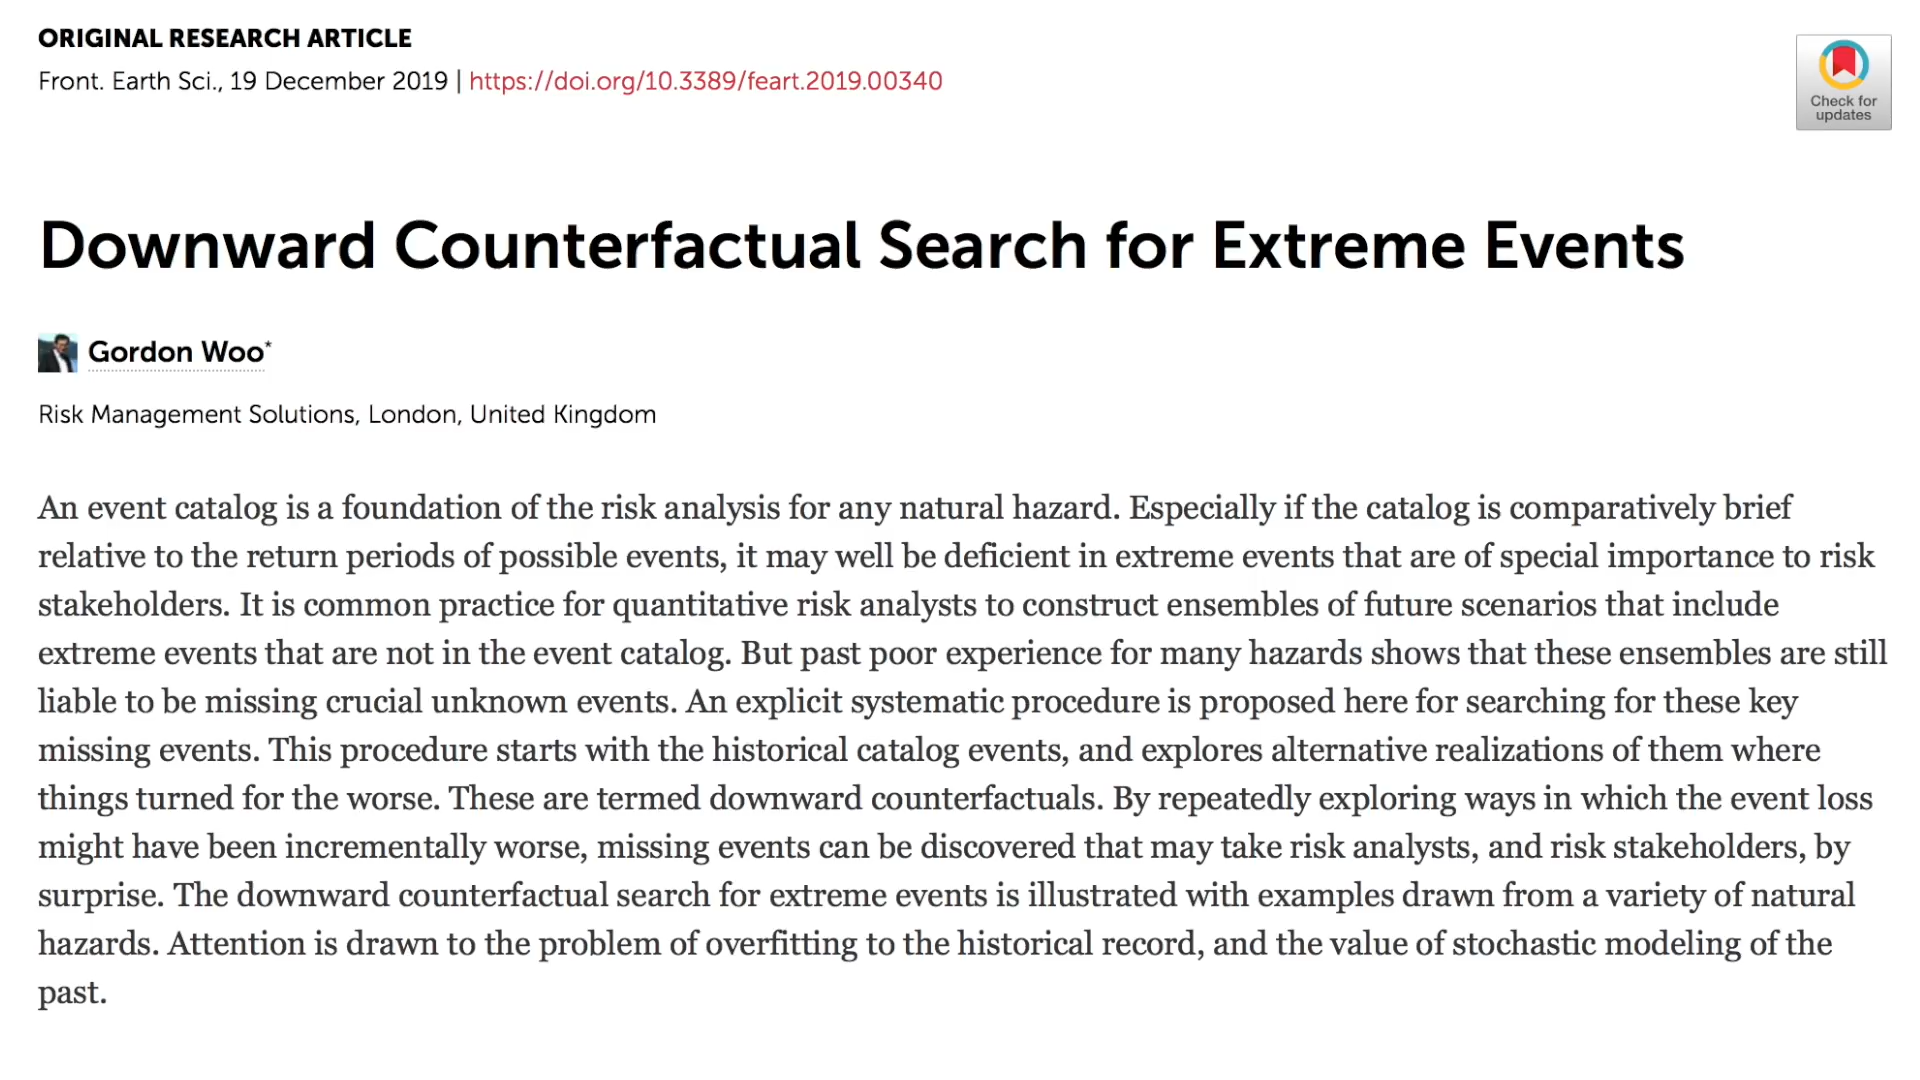 ORIGINAL RESEARCH ARTICLE
Front. Earth Sci., 19 December 2019 | https://doi.org/10.3389/feart.2019.00340
Check for
updates
Downward Counterfactual Search for Extreme Events
Gordon Woo*
Risk Management Solutions, London, United Kingdom
An event catalog is a foundation of the risk analysis for any natural hazard. Especially if the catalog is comparatively brief
relative to the return periods of possible events, it may well be deficient in extreme events that are of special importance to risk
stakeholders. It is common practice for quantitative risk analysts to construct ensembles of future scenarios that include
extreme events that are not in the event catalog. But past poor experience for many hazards shows that these ensembles are still
liable to be missing crucial unknown events. An explicit systematic procedure is proposed here for searching for these key
missing events. This procedure starts with the historical catalog events, and explores alternative realizations of them where
things turned for the worse. These are termed downward counterfactuals. By repeatedly exploring ways in which the event loss
might have been incrementally worse, missing events can be discovered that may take risk analysts, and risk stakeholders, by
surprise. The downward counterfactual search for extreme events is illustrated with examples drawn from a variety of natural
hazards. Attention is drawn to the problem of overfitting to the historical record, and the value of stochastic modeling of the
past.